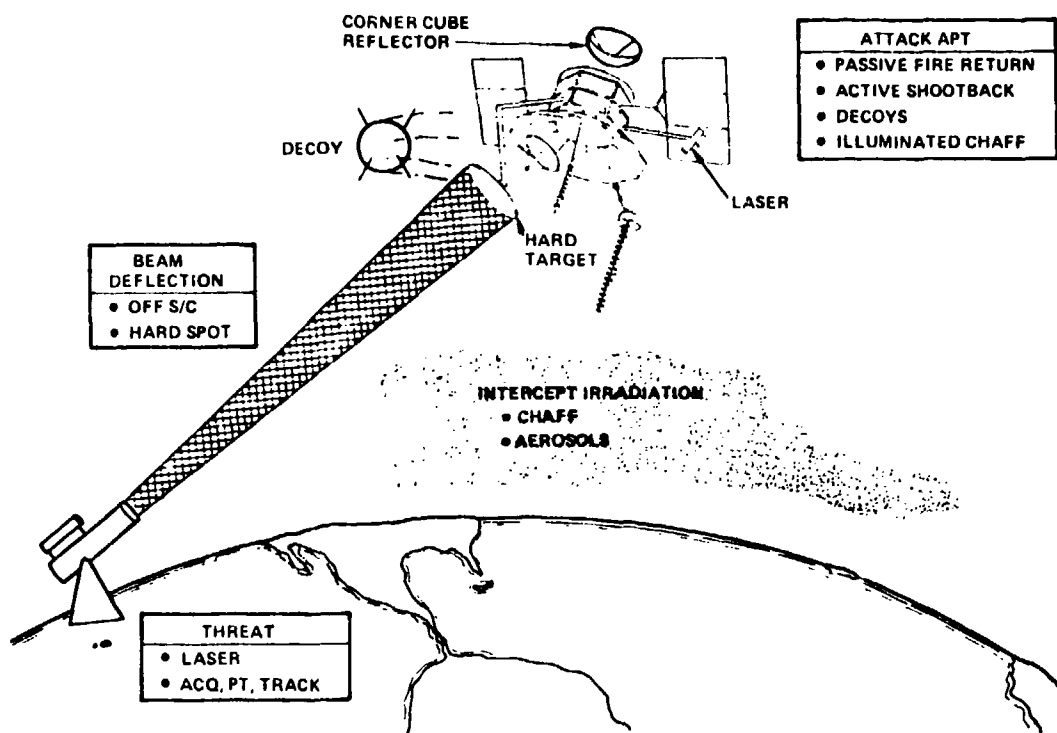 CORNER CUBE
REFLECTOR
ATTACK APT
• PASSIVE FIRE RETURN
• ACTIVE SHOOTBACK
• DECOYS
• ILLUMINATED CHAFF
DECOY
LASER
HARD
TARGET
BEAM
DEFLECTION
• OFF S/C
• HARD SPOT
INTERCEPT IRRADIATION
• CHAFF
• AEROSOLS
THREAT
• LASER
• ACQ, PT, TRACK